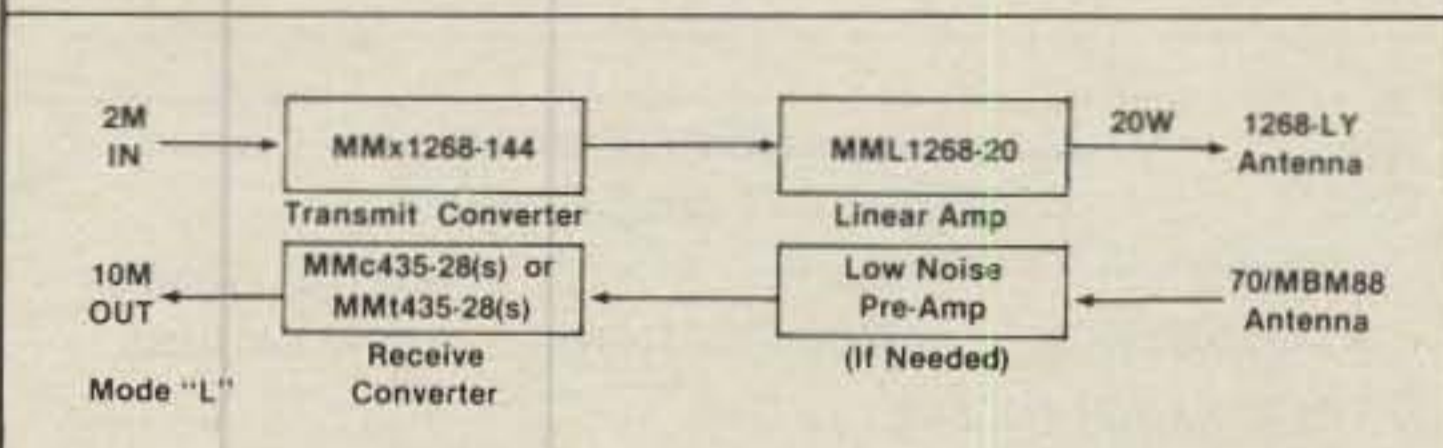 2M
IN
MMx1268-144
Transmit Converter
MML1268-20
Linear Amp
20W
1268-LY
Antenna
10M
OUT
MMc435-28(s) or
MMt435-28(s)
Receive
Converter
Low Noise
Pre-Amp
(If Needed)
70/MBM88
Antenna
Mode "L"